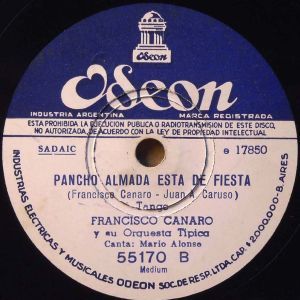 Odeon
Odeon
INDUSTRIA ARGENTINA
MARCA REGISTRADA
ESTA PROHIBIDA LA EJECUCION PUBLICA O RADIOTRANSMISION DE ESTE DISCO,
NO AUTORIZADA DE ACUERDO CON LA LEY DE PROPIEDAD INTELECTUAL
SADAIC
e 17850
PANCHO ALMADA ESTA DE FIESTA
(Francisco Canaro - Juan A. Caruso)
Tango
FRANCISCO CANARO
y su Orquesta Típica
Canta: Mario Alonso
55170 B
Medium
INDUSTRIAS ELECTRICAS Y MUSICALES ODEON SOC. DE RESP. LTDA. CAP. $ 2.000.000-B. AIRES